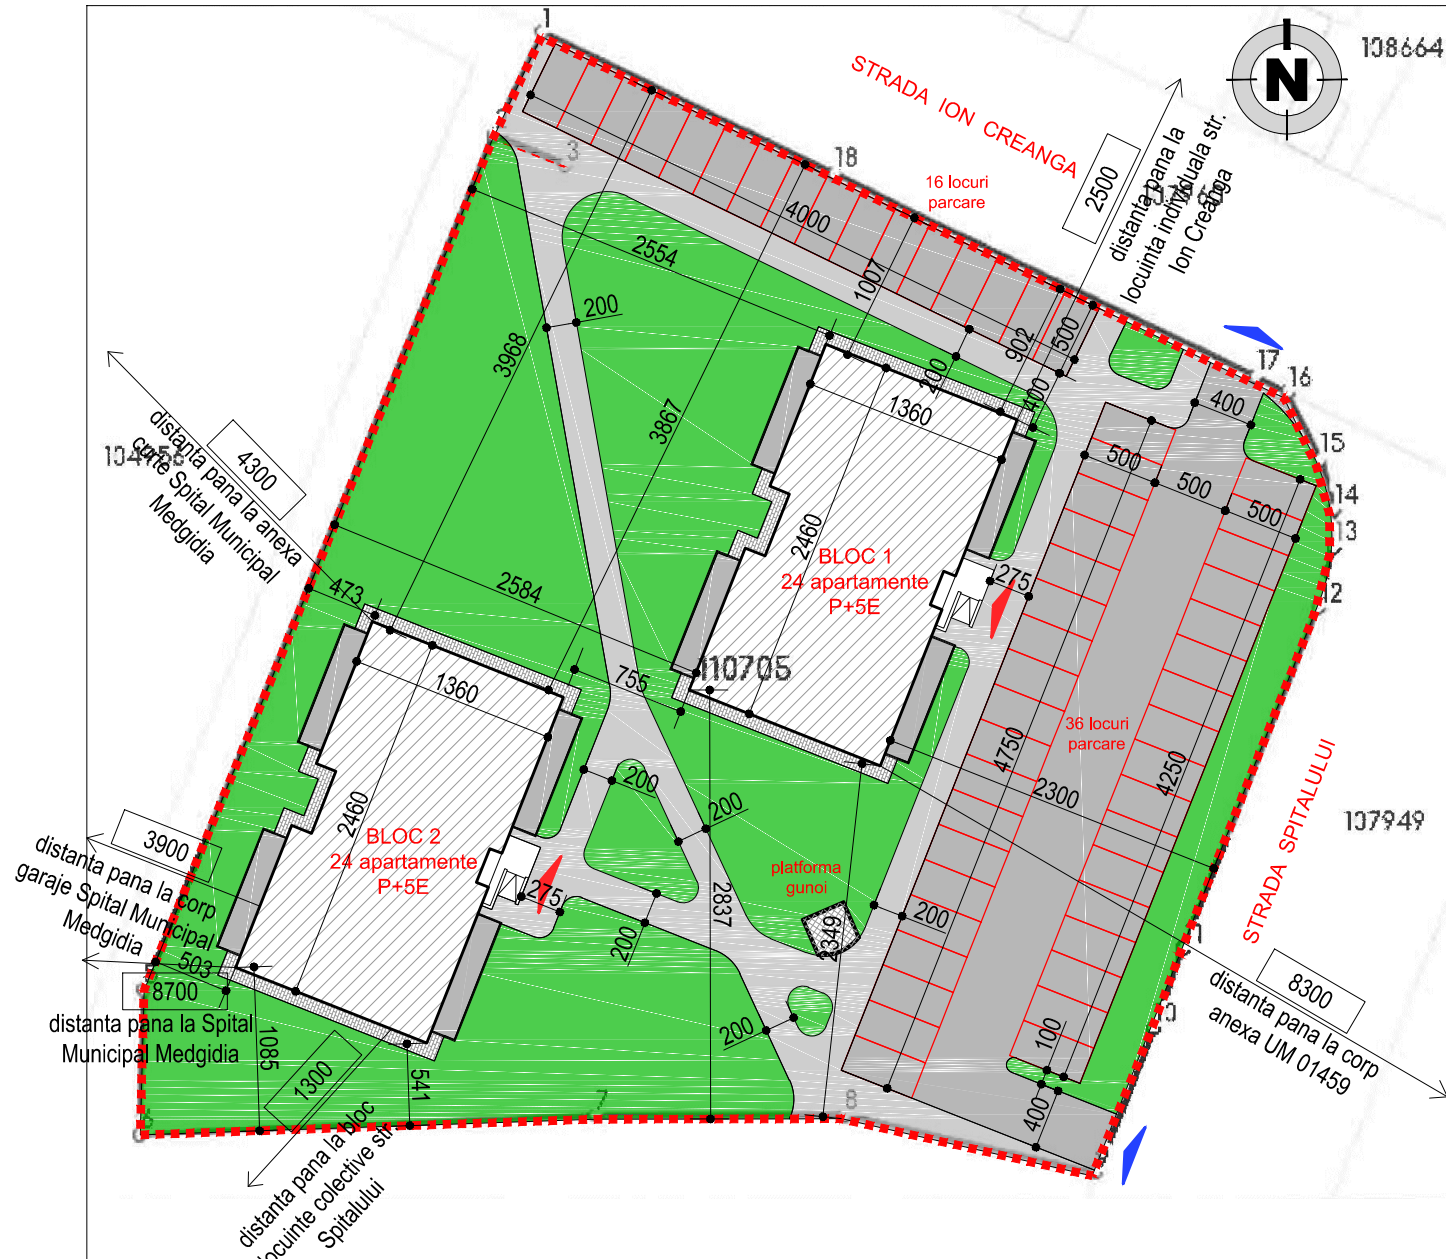 1
108664
N
STRADA ION CREANGA
18
3
16 locuri
parcare
2500
distanta pana la
locuinta individuala str.
Ion Creanga
4000
2554
1007
200
3968
902
500
200
400
17
16
15
14
13
12
400
1360
3867
500
500
500
distanta pana la anexa
curte Spital Municipal
Medgidia
4300
2460
BLOC 1
24 apartamente
P+5E
275
473
2584
110705
755
1360
36 locuri
parcare
4750
4250
2300
STRADA SPITALULUI
107949
200
200
2460
BLOC 2
24 apartamente
P+5E
275
3900
distanta pana la corp
garaje Spital Municipal
Medgidia
platforma
gunoi
2837
2349
200
200
503
8700
distanta pana la Spital
Municipal Medgidia
1085
1300
541
200
100
400
8300
distanta pana la corp
anexa UM 01459
7
8
distanta pana la bloc
locuinte colective str.
Spitalului